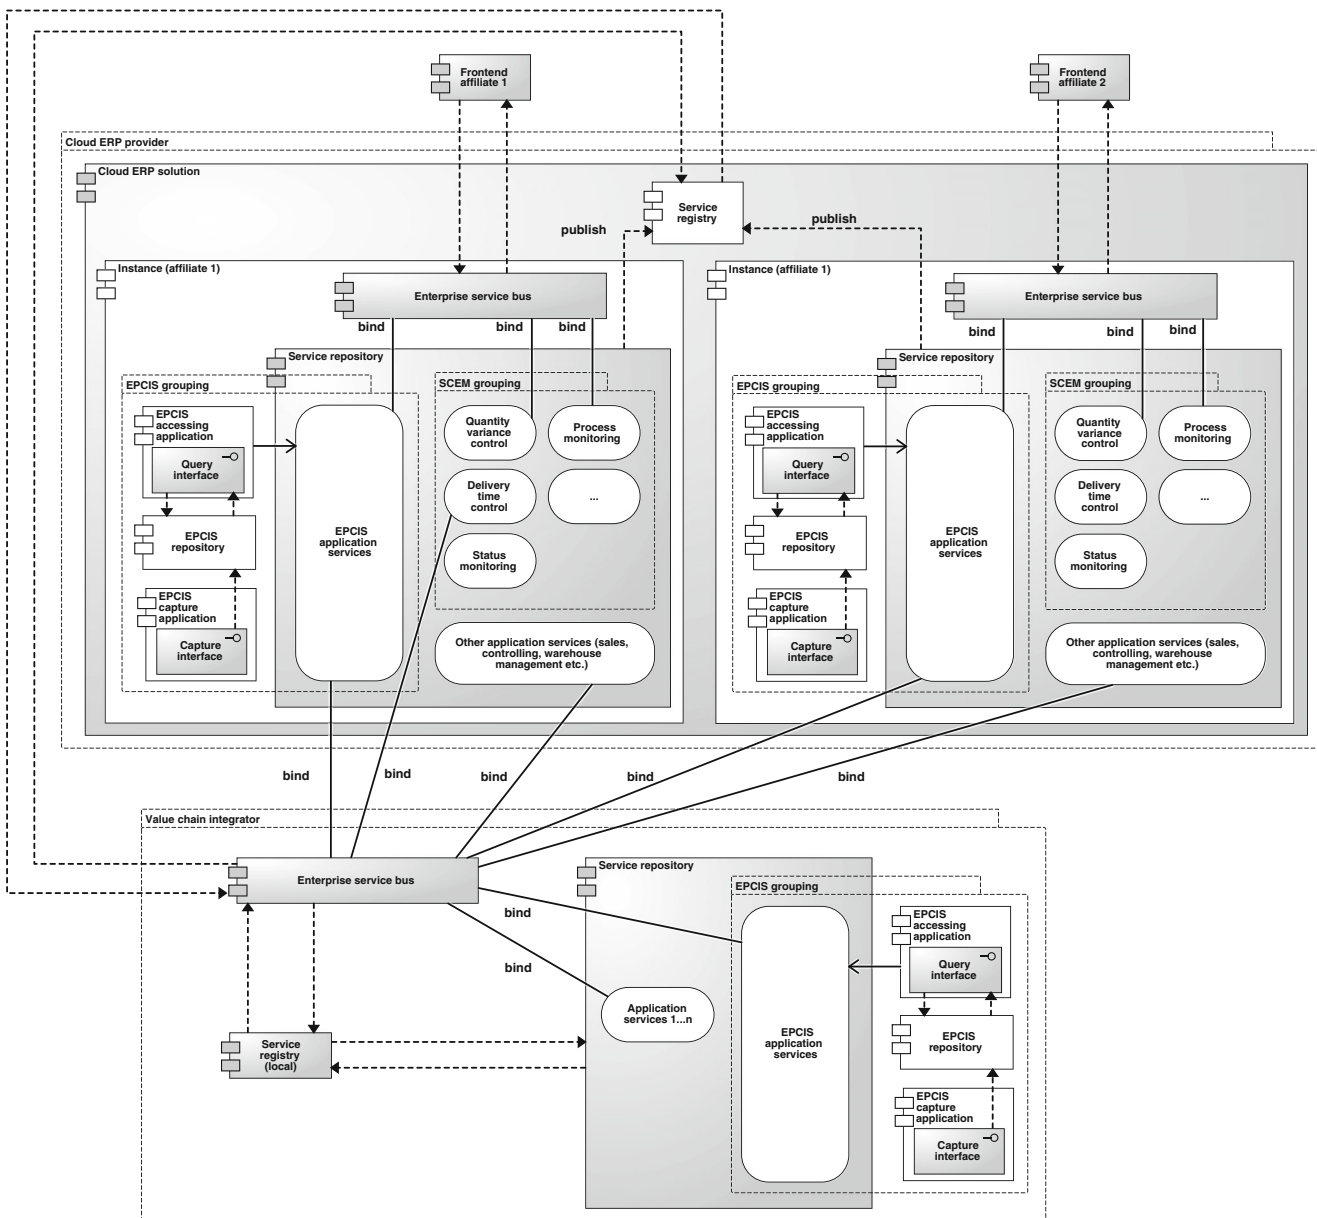 Frontend
affiliate 1
Frontend
affiliate 2
Cloud ERP provider
Cloud ERP solution
Service
registry
publish
publish
Instance (affiliate 1)
Enterprise service bus
bind
bind
bind
Service repository
EPCIS grouping
EPCIS
accessing
application
Query
interface
EPCIS
repository
EPCIS
capture
application
Capture
interface
EPCIS
application
services
SCEM grouping
Quantity
variance
control
Process
monitoring
Delivery
time
control
...
Status
monitoring
Other application services (sales,
controlling, warehouse
management etc.)
Instance (affiliate 1)
Enterprise service bus
bind
bind
bind
Service repository
EPCIS grouping
EPCIS
accessing
application
Query
interface
EPCIS
repository
EPCIS
capture
application
Capture
interface
EPCIS
application
services
SCEM grouping
Quantity
variance
control
Process
monitoring
Delivery
time
control
...
Status
monitoring
Other application services (sales,
controlling, warehouse
management etc.)
bind
bind
bind
bind
bind
Value chain integrator
Enterprise service bus
bind
bind
Service
registry
(local)
Service repository
Application
services 1...n
EPCIS grouping
EPCIS
application
services
EPCIS
accessing
application
Query
interface
EPCIS
repository
EPCIS
capture
application
Capture
interface